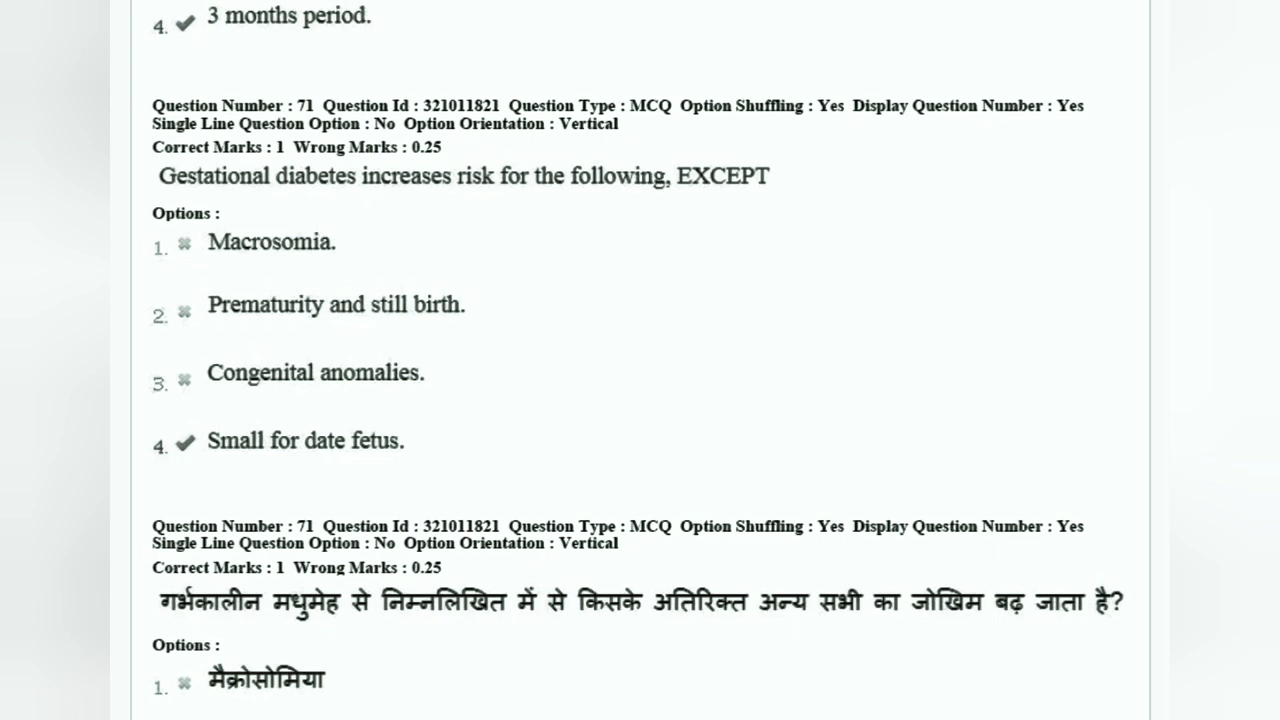 4. 3 months period.
Question Number : 71 Question Id : 321011821 Question Type : MCQ Option Shuffling : Yes Display Question Number : Yes
Single Line Question Option : No Option Orientation : Vertical
Correct Marks : 1 Wrong Marks : 0.25
Gestational diabetes increases risk for the following, EXCEPT
Options :
1. Macrosomia.
2. Prematurity and still birth.
3. Congenital anomalies.
4. Small for date fetus.
Question Number : 71 Question Id : 321011821 Question Type : MCQ Option Shuffling : Yes Display Question Number : Yes
Single Line Question Option : No Option Orientation : Vertical
Correct Marks : 1 Wrong Marks : 0.25
गर्भकालीन मधुमेह से निम्नलिखित में से किसके अतिरिक्त अन्य सभी का जोखिम बढ़ जाता है?
Options :
1. मैक्रोसोमिया